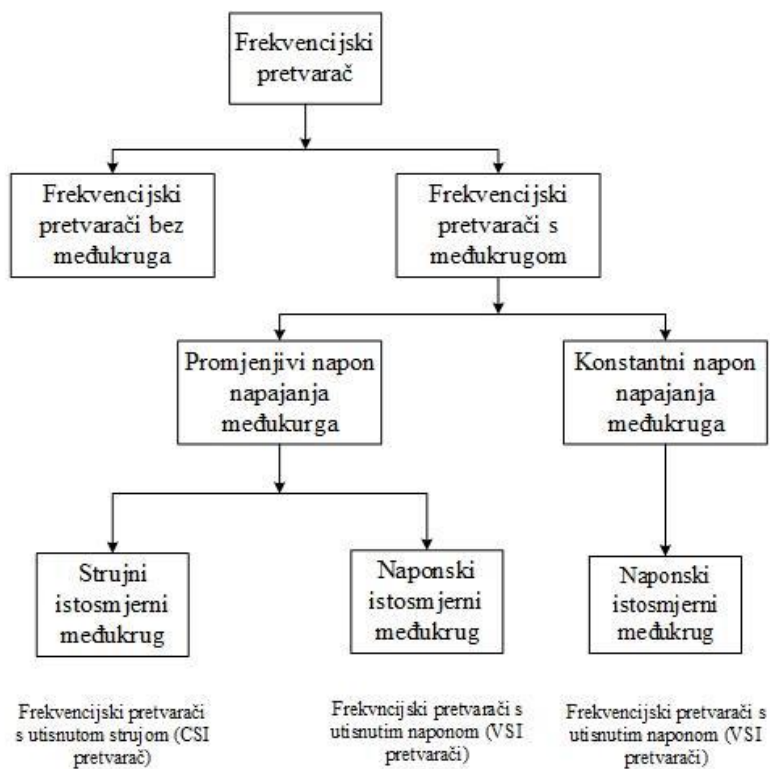 Frekvencijski
pretvarač
Frekvencijski
pretvarači bez
međukruga
Frekvencijski
pretvarači s
međukrugom
Promjenjivi napon
napajanja
međukurga
Konstantni napon
napajanja
međukruga
Strujni
istosmjerni
međukrug
Naponski
istosmjerni
međukrug
Naponski
istosmjerni
međukrug
Frekvencijski pretvarači
s utisnutom strujom (CSI
pretvarač)
Frekvncijski pretvarači s
utisnutim naponom (VSI
pretvarači)
Frekvencijski pretvarači s
utisnutim naponom (VSI
pretvarači)